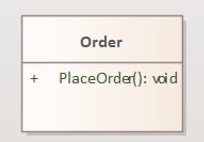 Order
+ PlaceOrder(): void